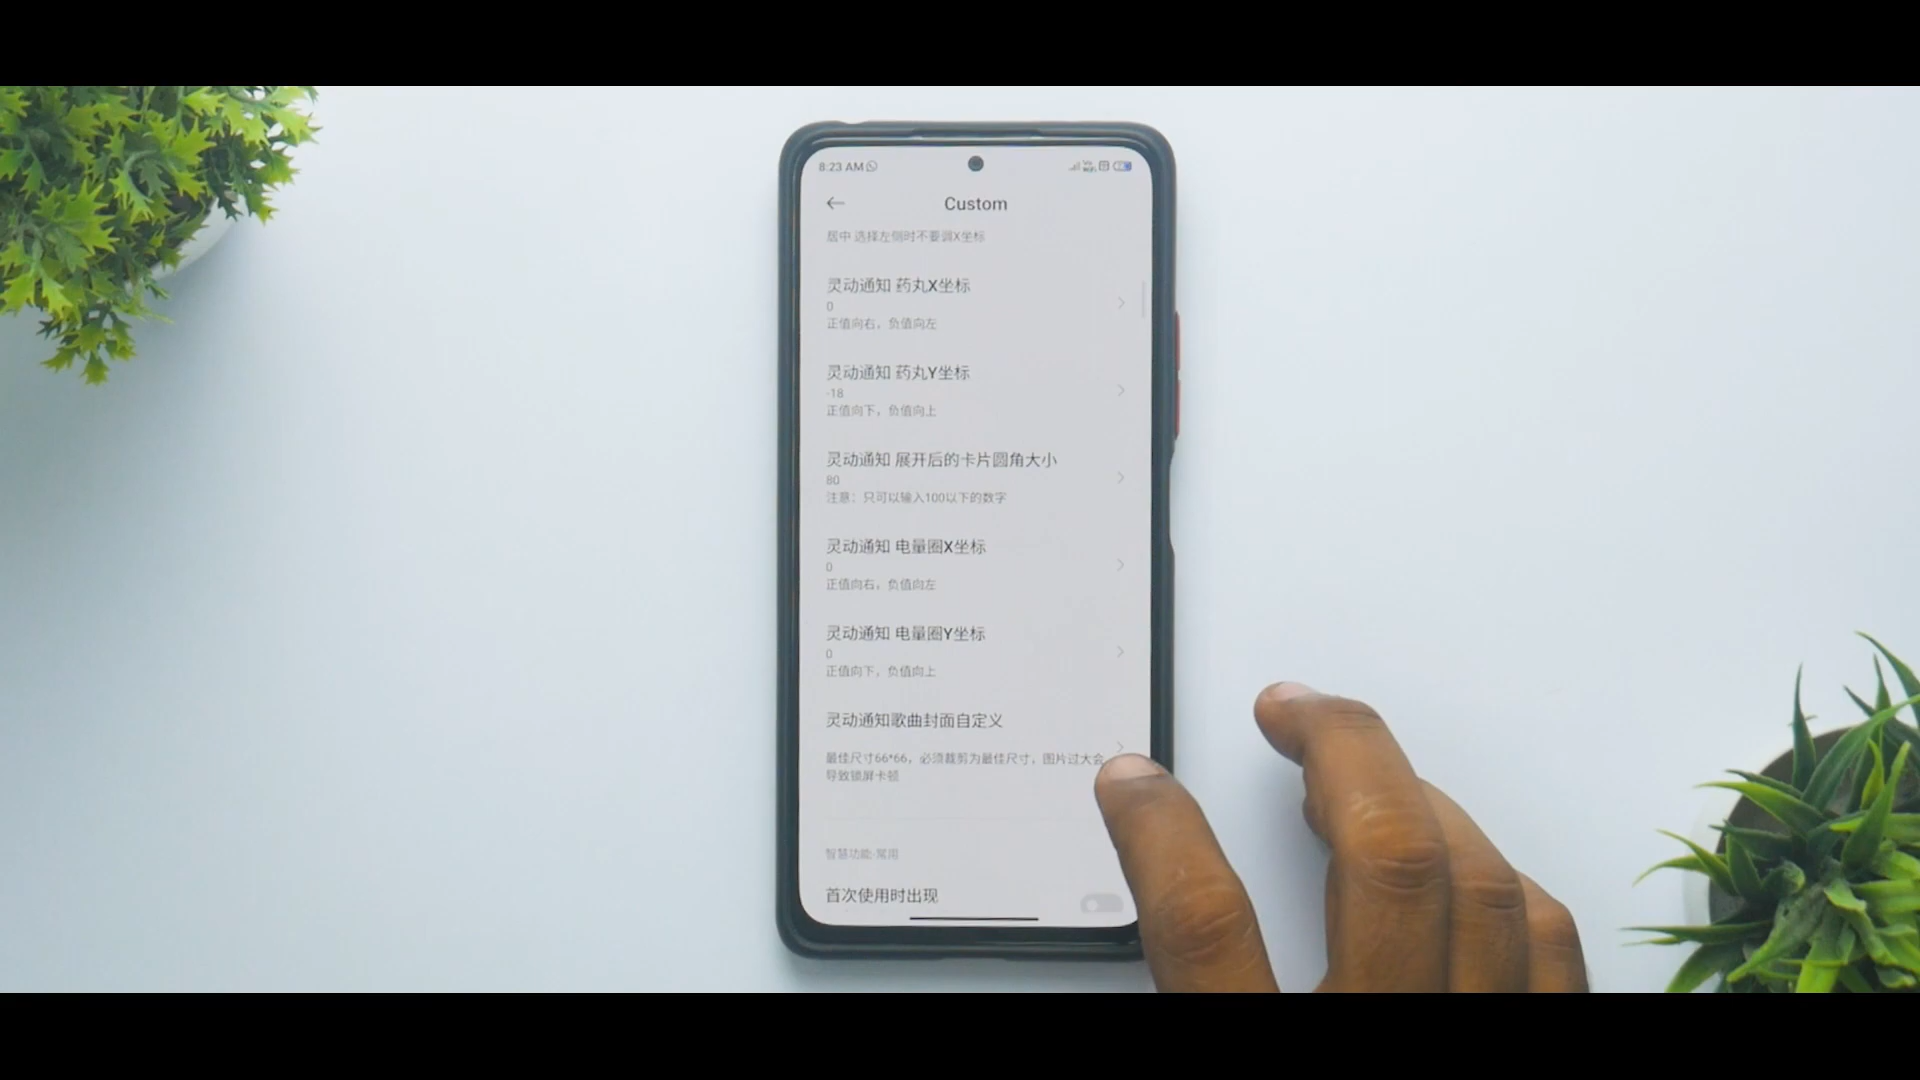 8:23 AM
Custom
居中 选择左侧时不要调X坐标
灵动通知 药丸X坐标
0
正值向右，负值向左
灵动通知 药丸Y坐标
-18
正值向下，负值向上
灵动通知 展开后的卡片圆角大小
80
注意：只可以输入100以下的数字
灵动通知 电量圈X坐标
0
正值向右，负值向左
灵动通知 电量圈Y坐标
0
正值向下，负值向上
灵动通知歌曲封面自定义
最佳尺寸66*66，必须裁剪为最佳尺寸，图片过大会
导致锁屏卡顿
智慧功能-常用
首次使用时出现